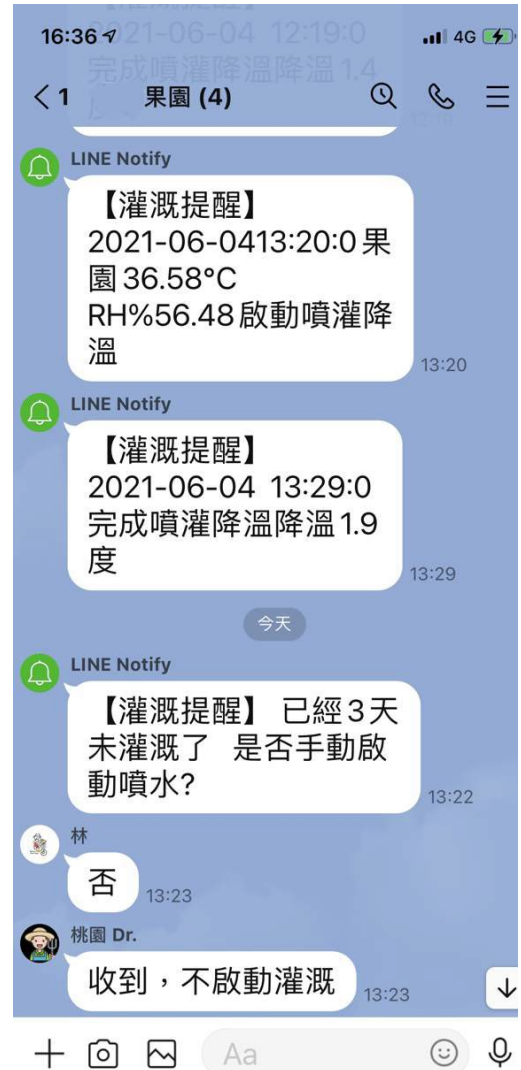 16:36
4G
2021-06-04 12:19:0
完成噴灌降溫降溫1.4
1
果園 (4)
LINE Notify
【灌溉提醒】
2021-06-0413:20:0果
園36.58°C
RH%56.48啟動噴灌降
溫
13:20
LINE Notify
【灌溉提醒】
2021-06-04 13:29:0
完成噴灌降溫降溫1.9
度
13:29
今天
LINE Notify
【灌溉提醒】 已經3天
未灌溉了 是否手動啟
動噴水?
13:22
林
否
13:23
桃園 Dr.
收到，不啟動灌溉
13:23
Aa